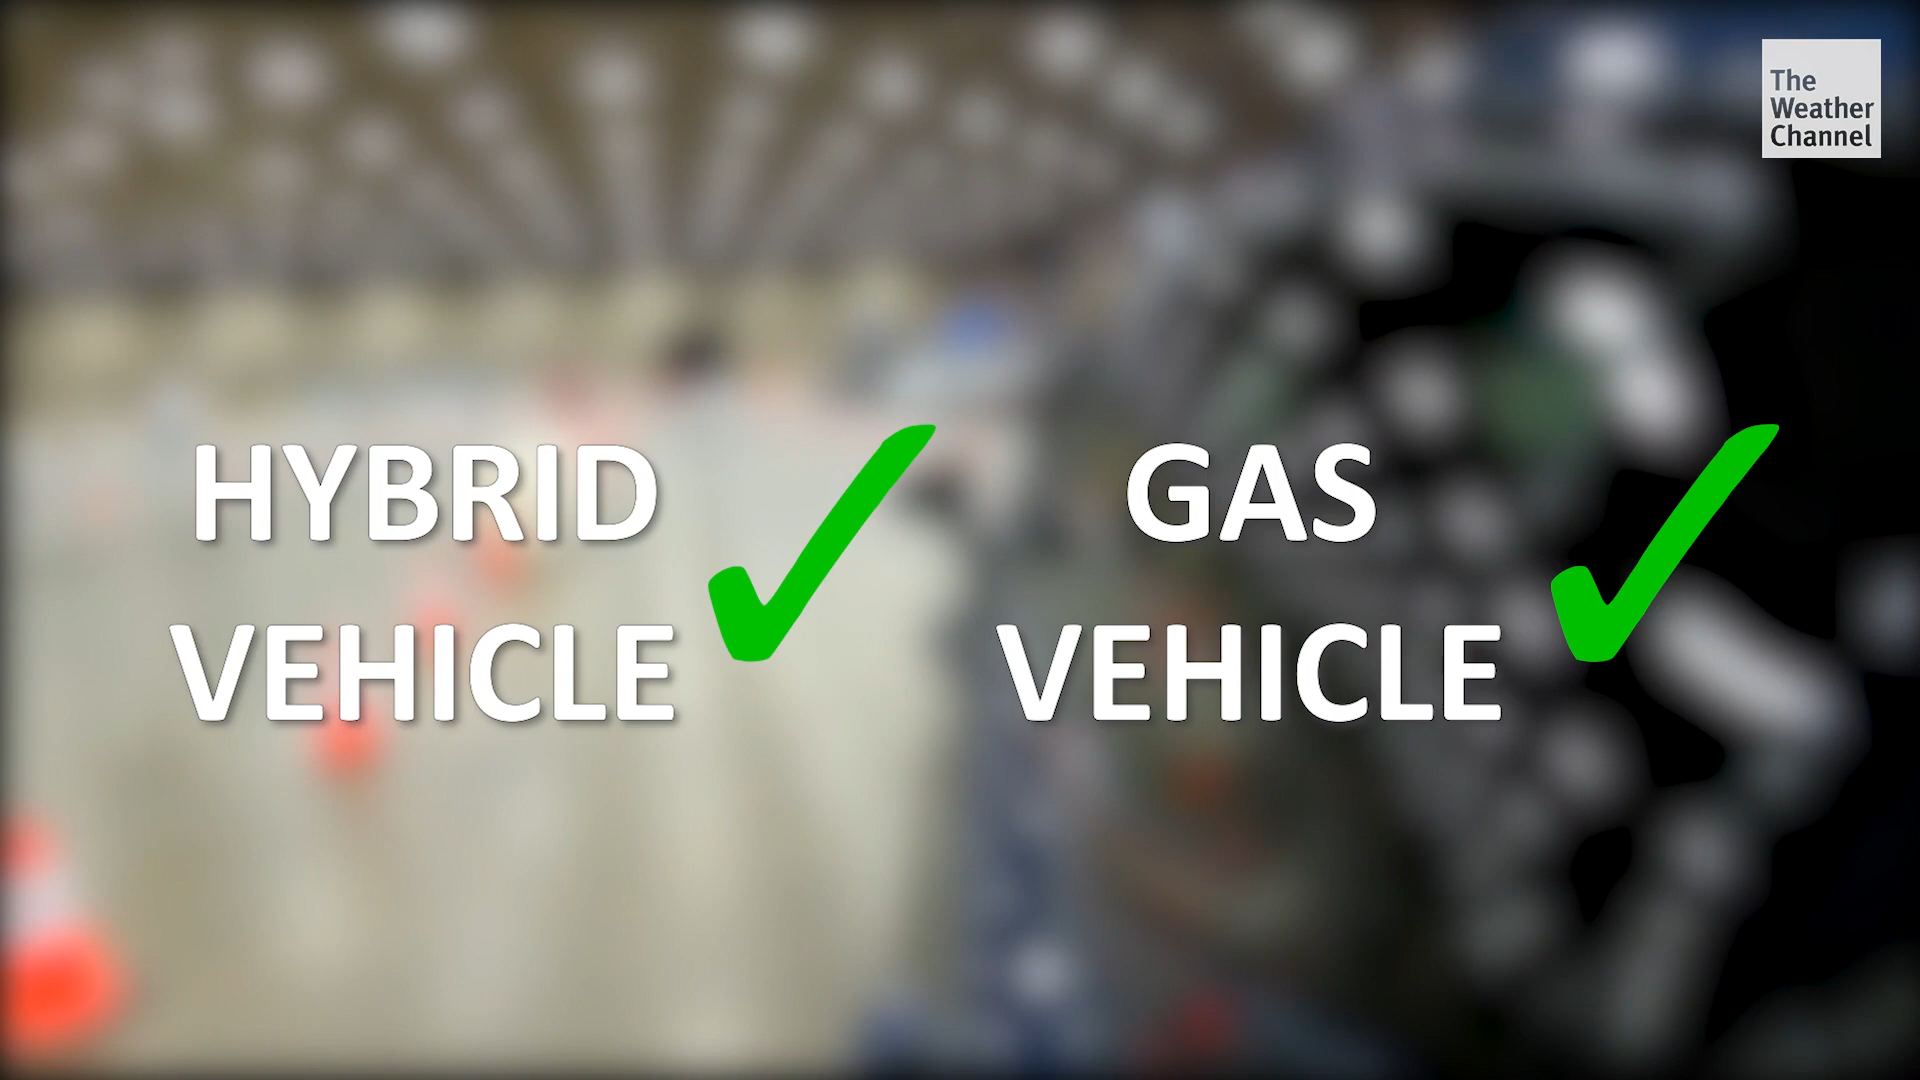 The
Weather
Channel
HYBRID
VEHICLE
GAS
VEHICLE